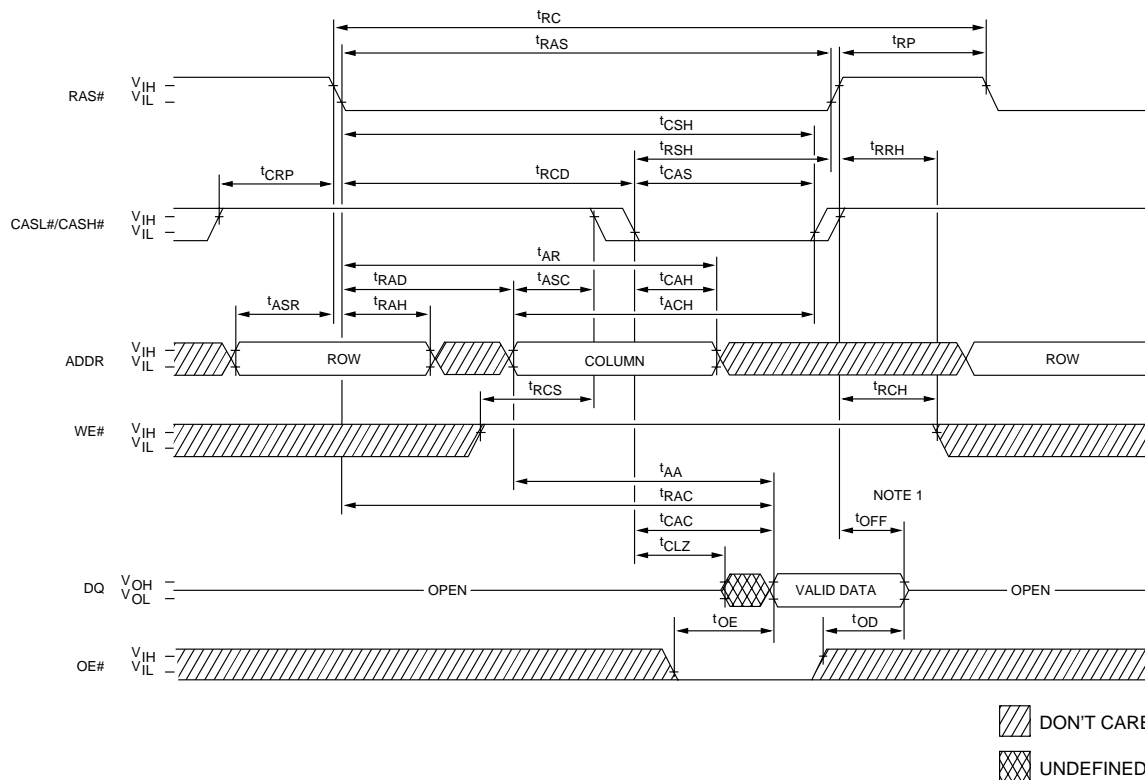 tRC
tRAS
tRP
RAS#
VIH
VIL
tCSH
tRSH
tRRH
tCRP
tRCD
tCAS
CASL#/CASH#
VIH
VIL
tAR
tRAD
tASC
tCAH
tASR
tRAH
tACH
ADDR
VIH
VIL
ROW
COLUMN
ROW
tRCS
tRCH
WE#
VIH
VIL
tAA
tRAC
NOTE 1
tCAC
tOFF
tCLZ
DQ
VOH
VOL
OPEN
VALID DATA
OPEN
tOE
tOD
OE#
VIH
VIL
DON'T CARE
UNDEFINED